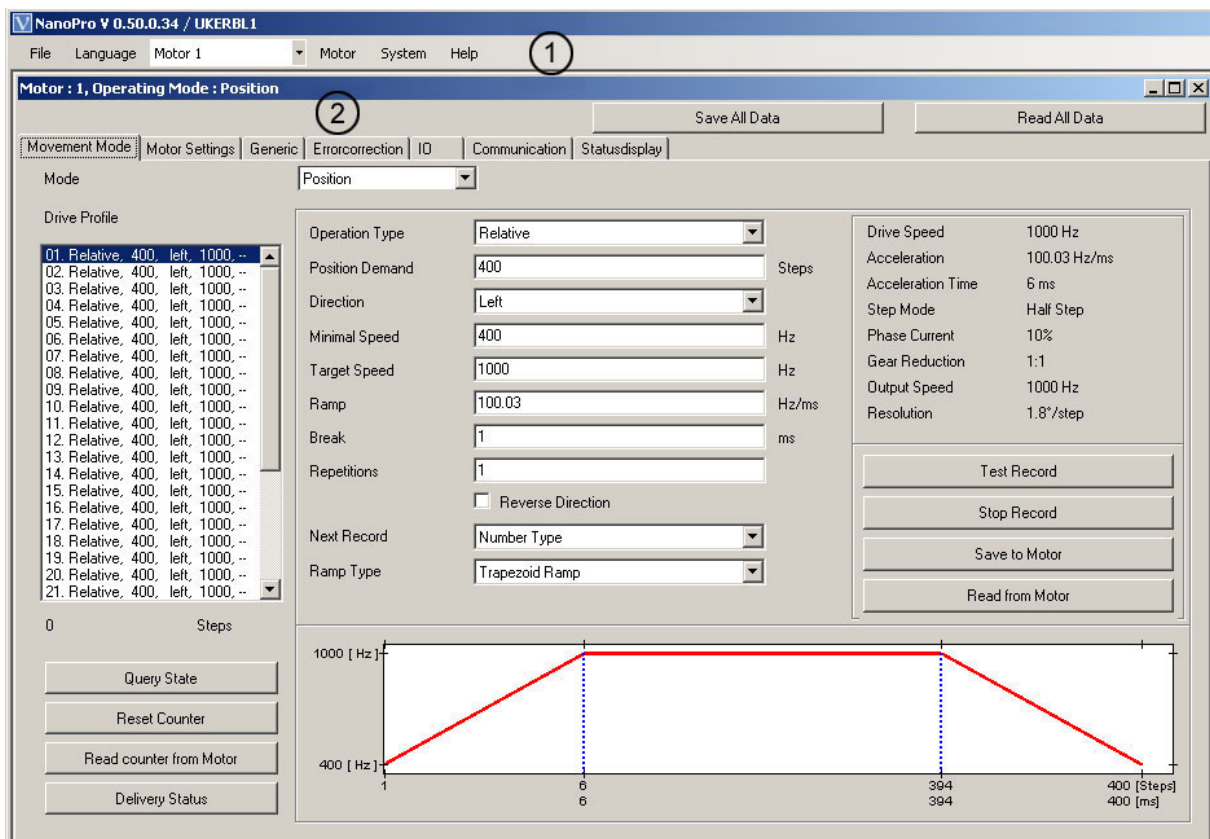 NanoPro V 0.50.0.34 / UKERBL1
File Language Motor 1 Motor System Help 1
Motor : 1, Operating Mode : Position
2
Save All Data Read All Data
Movement Mode Motor Settings Generic Errorcorrection IO Communication Statusdisplay
Mode Position
Drive Profile
01. Relative, 400, left, 1000, --
02. Relative, 400, left, 1000, --
03. Relative, 400, left, 1000, --
04. Relative, 400, left, 1000, --
05. Relative, 400, left, 1000, --
06. Relative, 400, left, 1000, --
07. Relative, 400, left, 1000, --
08. Relative, 400, left, 1000, --
09. Relative, 400, left, 1000, --
10. Relative, 400, left, 1000, --
11. Relative, 400, left, 1000, --
12. Relative, 400, left, 1000, --
13. Relative, 400, left, 1000, --
14. Relative, 400, left, 1000, --
15. Relative, 400, left, 1000, --
16. Relative, 400, left, 1000, --
17. Relative, 400, left, 1000, --
18. Relative, 400, left, 1000, --
19. Relative, 400, left, 1000, --
20. Relative, 400, left, 1000, --
21. Relative, 400, left, 1000, --
0 Steps
Query State
Reset Counter
Read counter from Motor
Delivery Status
Operation Type Relative
Position Demand 400 Steps
Direction Left
Minimal Speed 400 Hz
Target Speed 1000 Hz
Ramp 100.03 Hz/ms
Break 1 ms
Repetitions 1
Reverse Direction
Next Record Number Type
Ramp Type Trapezoid Ramp
Drive Speed 1000 Hz
Acceleration 100.03 Hz/ms
Acceleration Time 6 ms
Step Mode Half Step
Phase Current 10%
Gear Reduction 1:1
Output Speed 1000 Hz
Resolution 1.8°/step
Test Record
Stop Record
Save to Motor
Read from Motor
1000 [ Hz ]
400 [ Hz ]
1 6 394 400 [Steps]
6 394 400 [ms]